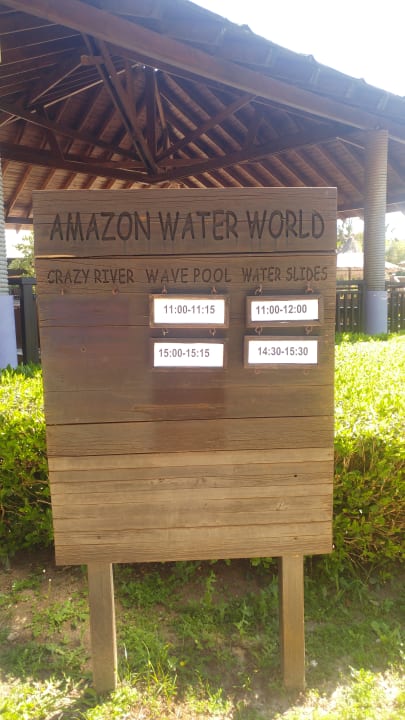 AMAZON WATER WORLD
CRAZY RIVER WAVE POOL WATER SLIDES
11:00-11:15 11:00-12:00
15:00-15:15 14:30-15:30